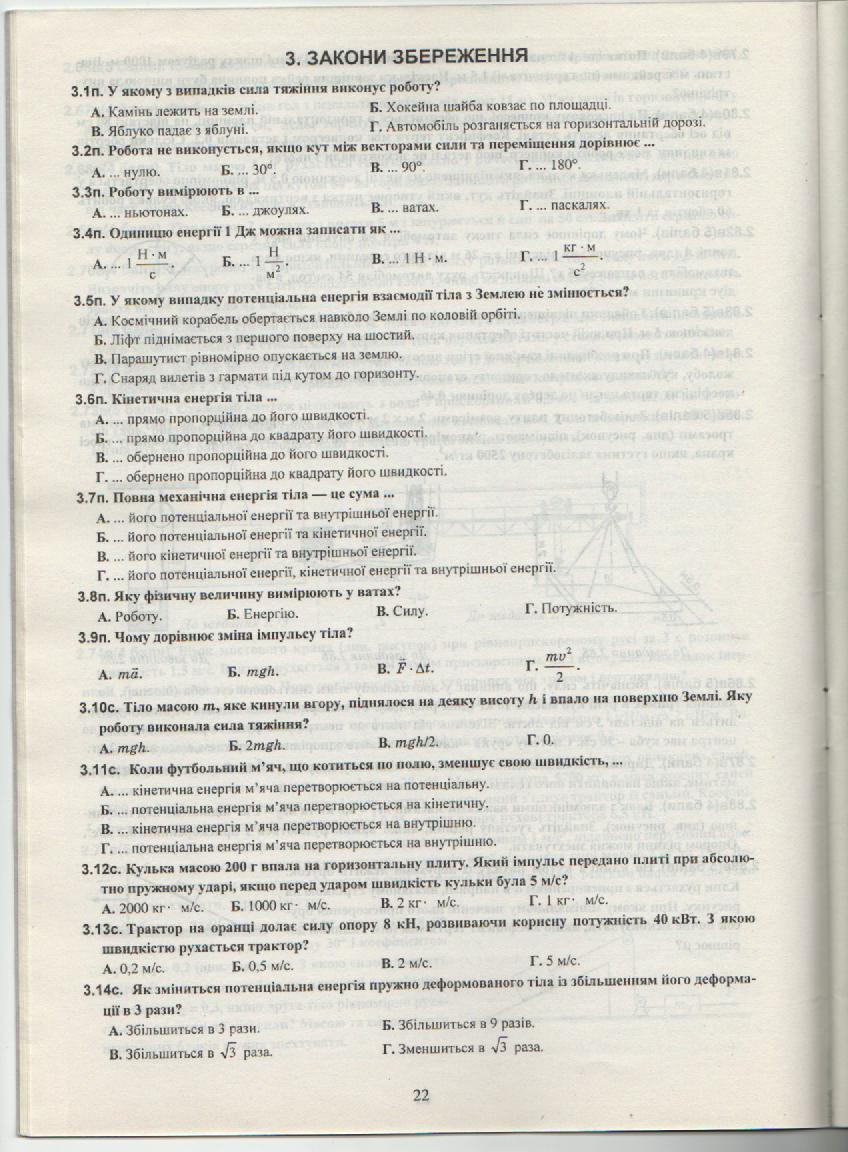 3. ЗАКОНИ ЗБЕРЕЖЕННЯ
3.1п. У якому з випадків сила тяжіння виконує роботу?
А. Камінь лежить на землі. Б. Хокейна шайба ковзає по площадці.
В. Яблуко падає з яблуні. Г. Автомобіль розганяється на горизонтальній дорозі.
3.2п. Робота не виконується, якщо кут між векторами сили та переміщення дорівнює ...
А. ... нулю. Б. ... 30°. В. ... 90°. Г. ... 180°.
3.3п. Роботу вимірюють в ...
А. ... ньютонах. Б. ... джоулях. В. ... ватах. Г. ... паскалях.
3.4п. Одиницю енергії 1 Дж можна записати як ...
А. ... 1 Н · м / с. Б. ... 1 Н / м². В. ... 1 Н · м. Г. ... 1 кг · м / с².
3.5п. У якому випадку потенціальна енергія взаємодії тіла з Землею не змінюється?
А. Космічний корабель обертається навколо Землі по коловій орбіті.
Б. Ліфт піднімається з першого поверху на шостий.
В. Парашутист рівномірно опускається на землю.
Г. Снаряд вилетів з гармати під кутом до горизонту.
3.6п. Кінетична енергія тіла ...
А. ... прямо пропорційна до його швидкості.
Б. ... прямо пропорційна до квадрату його швидкості.
В. ... обернено пропорційна до його швидкості.
Г. ... обернено пропорційна до квадрату його швидкості.
3.7п. Повна механічна енергія тіла — це сума ...
А. ... його потенціальної енергії та внутрішньої енергії.
Б. ... його потенціальної енергії та кінетичної енергії.
В. ... його кінетичної енергії та внутрішньої енергії.
Г. ... його потенціальної енергії, кінетичної енергії та внутрішньої енергії.
3.8п. Яку фізичну величину вимірюють у ватах?
А. Роботу. Б. Енергію. В. Силу. Г. Потужність.
3.9п. Чому дорівнює зміна імпульсу тіла?
А. ma⃗. Б. mgh. В. F⃗ · Δt. Г. mv² / 2.
3.10с. Тіло масою m, яке кинули вгору, піднялося на деяку висоту h і впало на поверхню Землі. Яку
роботу виконала сила тяжіння?
А. mgh. Б. 2mgh. В. mgh/2. Г. 0.
3.11с. Коли футбольний м’яч, що котиться по полю, зменшує свою швидкість, ...
А. ... кінетична енергія м’яча перетворюється на потенціальну.
Б. ... потенціальна енергія м’яча перетворюється на кінетичну.
В. ... кінетична енергія м’яча перетворюється на внутрішню.
Г. ... потенціальна енергія м’яча перетворюється на внутрішню.
3.12с. Кулька масою 200 г впала на горизонтальну плиту. Який імпульс передано плиті при абсолю-
тно пружному ударі, якщо перед ударом швидкість кульки була 5 м/с?
А. 2000 кг · м/с. Б. 1000 кг · м/с. В. 2 кг · м/с. Г. 1 кг · м/с.
3.13с. Трактор на оранці долає силу опору 8 кН, розвиваючи корисну потужність 40 кВт. З якою
швидкістю рухається трактор?
А. 0,2 м/с. Б. 0,5 м/с. В. 2 м/с. Г. 5 м/с.
3.14с. Як зміниться потенціальна енергія пружно деформованого тіла із збільшенням його деформа-
ції в 3 рази?
А. Збільшиться в 3 рази. Б. Збільшиться в 9 разів.
В. Збільшиться в √3 раза. Г. Зменшиться в √3 раза.
22